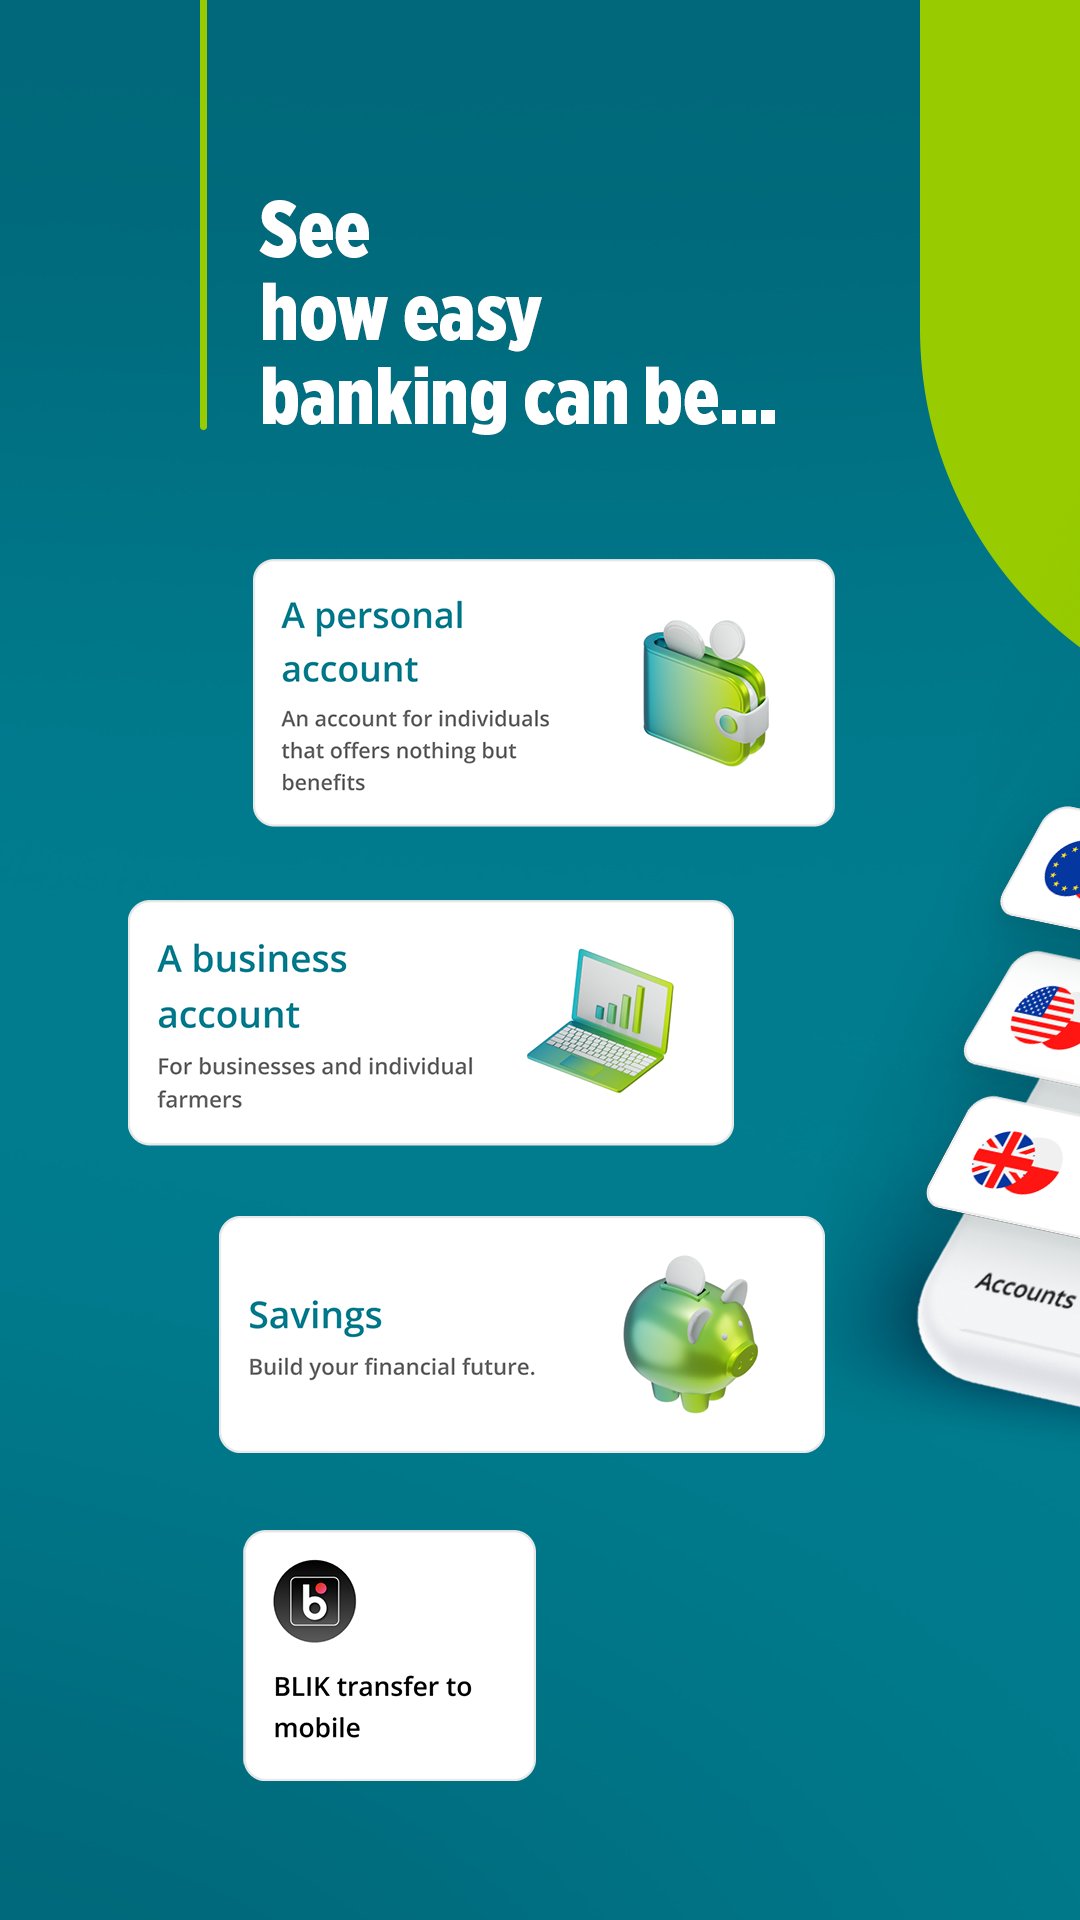 See
how easy
banking can be...
A personal
account
An account for individuals
that offers nothing but
benefits
A business
account
For businesses and individual
farmers
Accounts
Savings
Build your financial future.
b
BLIK transfer to
mobile